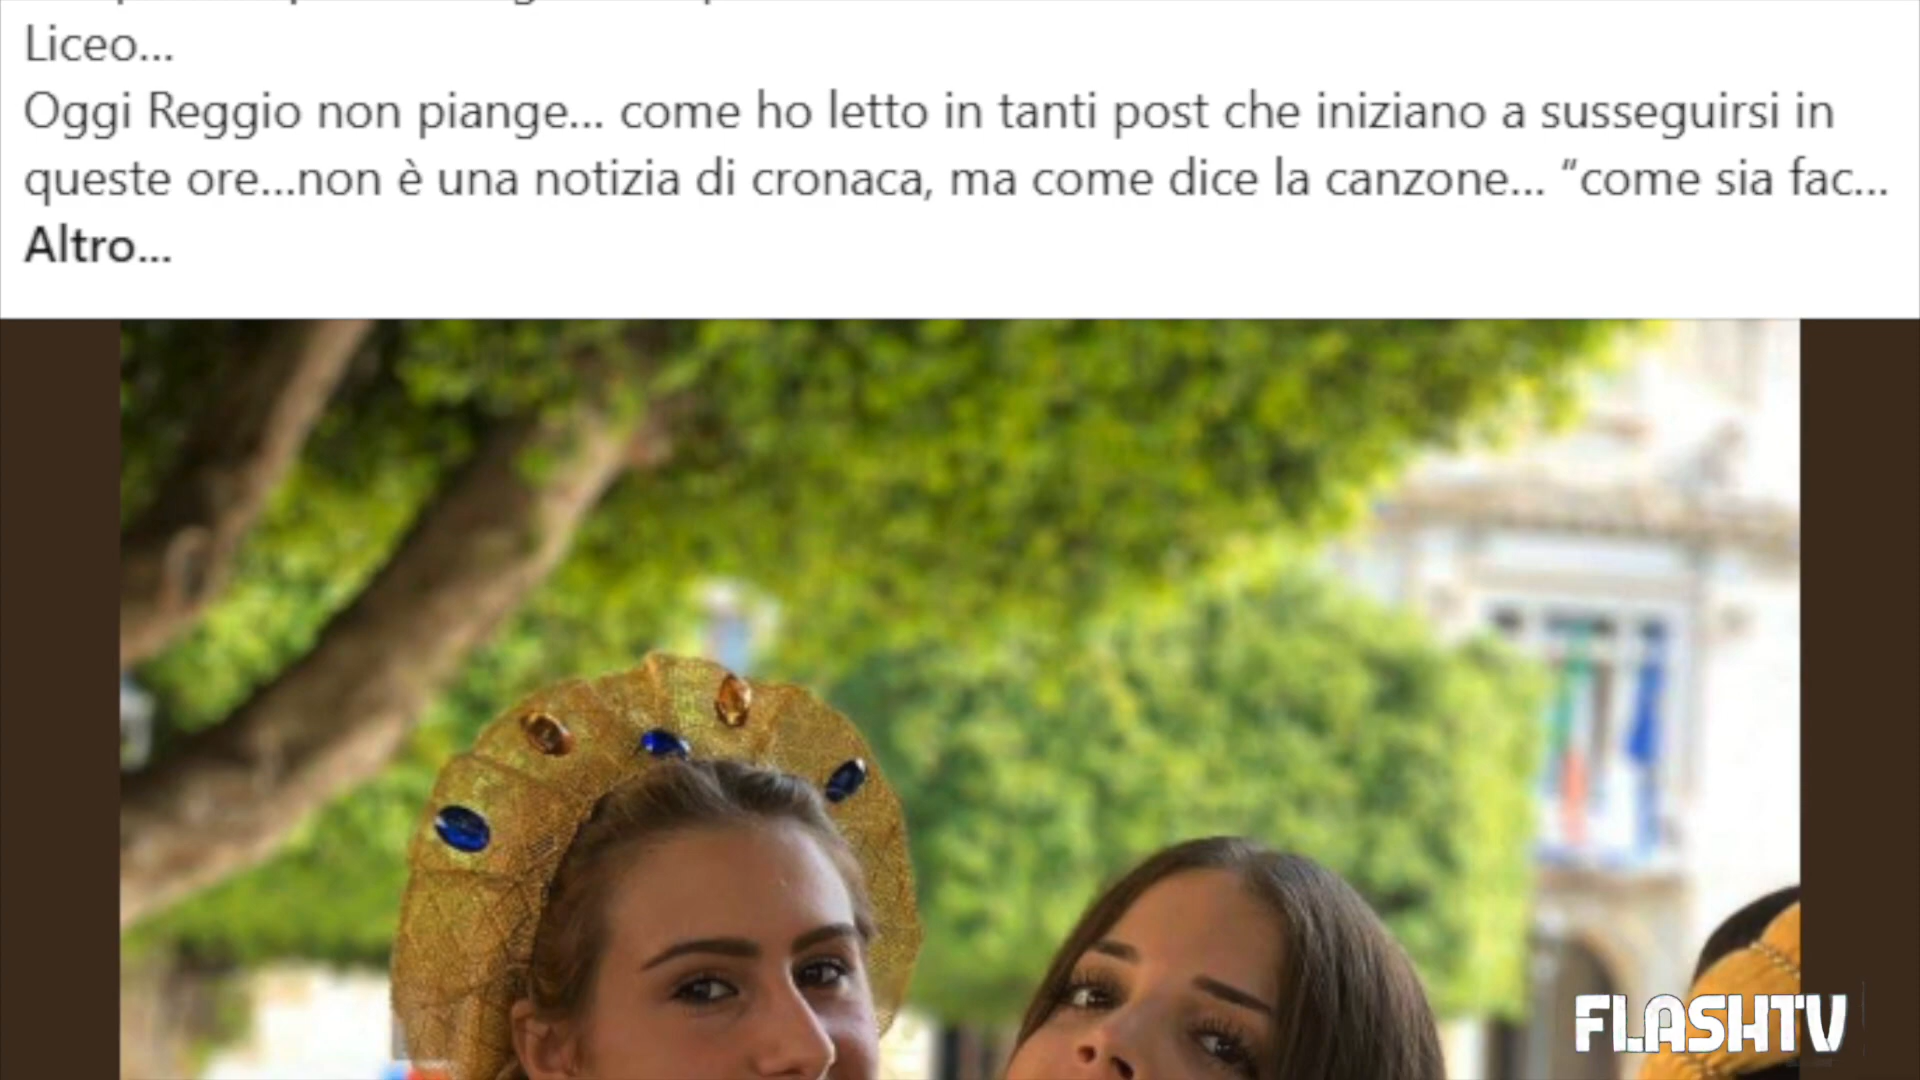 Liceo...
Oggi Reggio non piange... come ho letto in tanti post che iniziano a susseguirsi in
queste ore...non è una notizia di cronaca, ma come dice la canzone... “come sia fac...
Altro...
FLASHTV